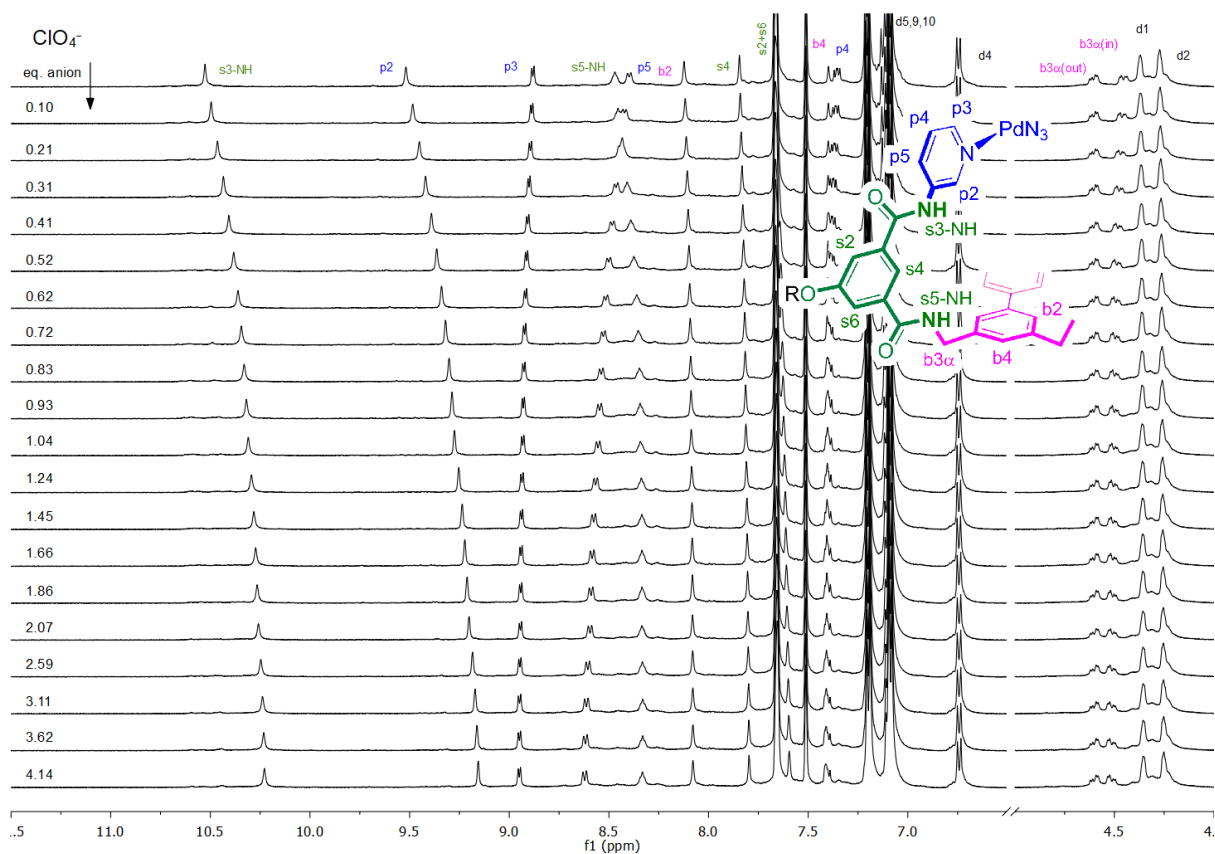 ClO₄⁻
eq. anion
s3-NH
p2
p3
s5-NH
p5
b2
s4
s2+s6
b4
p4
d5,9,10
d4
b3α(out)
b3α(in)
d1
d2
0.10
0.21
0.31
0.41
0.52
0.62
0.72
0.83
0.93
1.04
1.24
1.45
1.66
1.86
2.07
2.59
3.11
3.62
4.14
p4
p3
PdN₃
p5
N
p2
O
NH
s3-NH
s2
s4
RO
s5-NH
b2
s6
NH
O
b3α
b4
.5
11.0
10.5
10.0
9.5
9.0
8.5
8.0
7.5
7.0
4.5
4.
f1 (ppm)